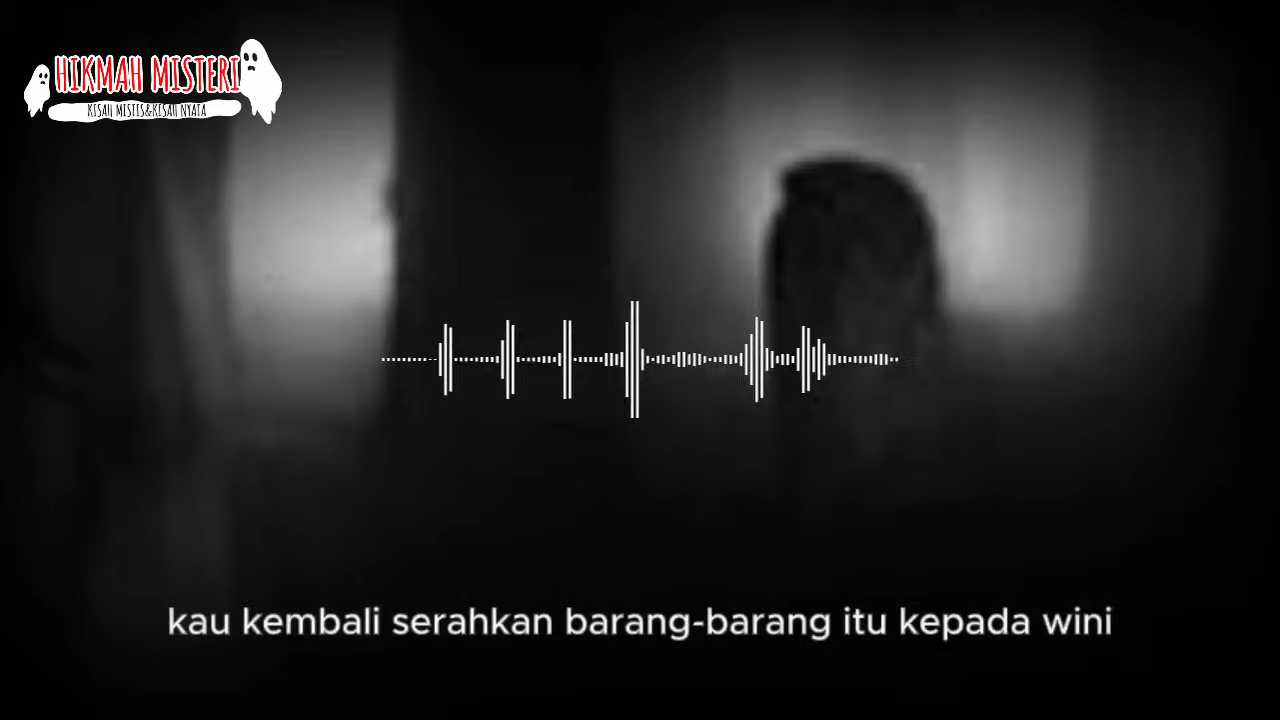 HIKMAH MISTERI
KISAH MISTIS&KISAH NYATA
kau kembali serahkan barang-barang itu kepada wini